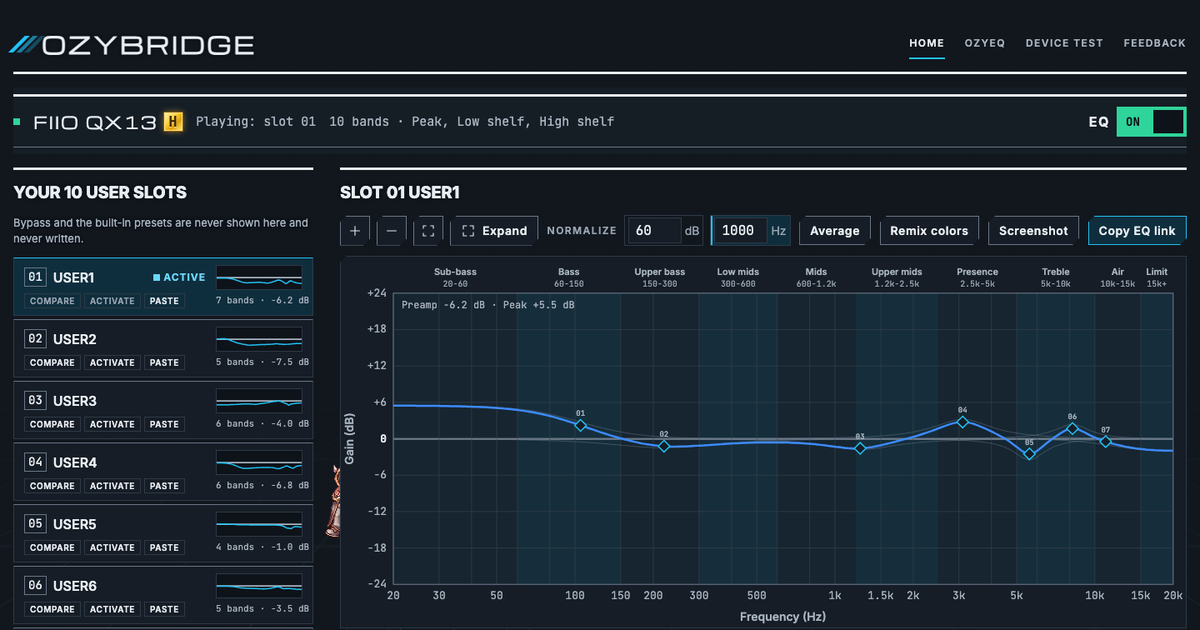 OZYBRIDGE
HOME OZYEQ DEVICE TEST FEEDBACK
FIIO QX13 H Playing: slot 01 10 bands · Peak, Low shelf, High shelf EQ ON
YOUR 10 USER SLOTS
Bypass and the built-in presets are never shown here and
never written.
01 USER1 ACTIVE
COMPARE ACTIVATE PASTE 7 bands · -6.2 dB
02 USER2
COMPARE ACTIVATE PASTE 5 bands · -7.5 dB
03 USER3
COMPARE ACTIVATE PASTE 6 bands · -4.0 dB
04 USER4
COMPARE ACTIVATE PASTE 6 bands · -6.8 dB
05 USER5
COMPARE ACTIVATE PASTE 4 bands · -1.0 dB
06 USER6
COMPARE ACTIVATE PASTE 5 bands · -3.5 dB
SLOT 01 USER1
+ − Expand NORMALIZE 60 dB 1000 Hz Average Remix colors Screenshot Copy EQ link
Sub-bass Bass Upper bass Low mids Mids Upper mids Presence Treble Air Limit
20-60 60-150 150-300 300-600 600-1.2k 1.2k-2.5k 2.5k-5k 5k-10k 10k-15k 15k+
Preamp -6.2 dB · Peak +5.5 dB
+24
+18
+12
+6
0
-6
-12
-18
-24
Gain (dB)
01
02
03
04
05
06
07
20 30 50 100 150 200 300 500 1k 1.5k 2k 3k 5k 10k 15k 20k
Frequency (Hz)